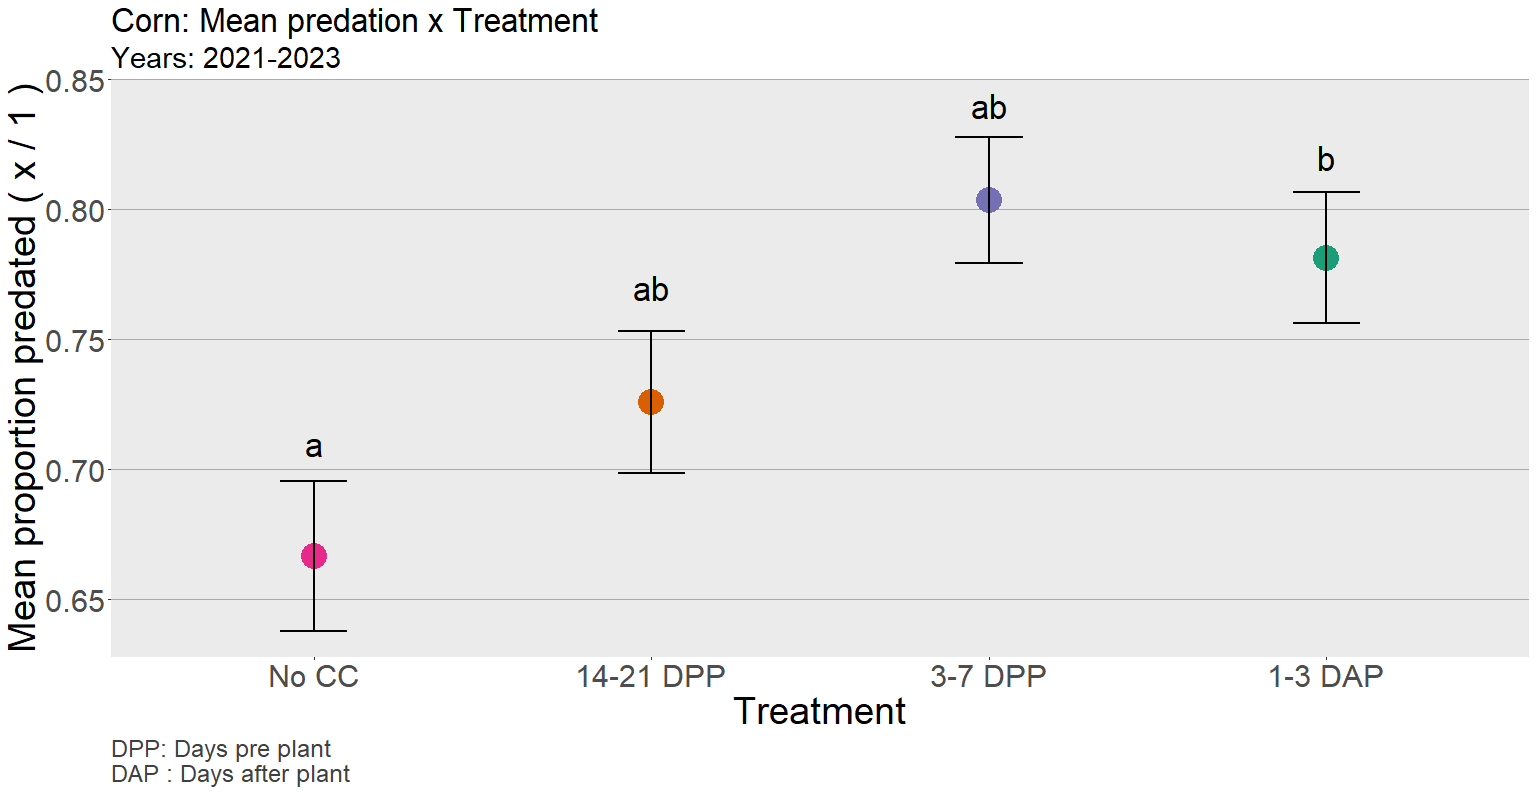 Corn: Mean predation x Treatment
Years: 2021-2023
Mean proportion predated ( x / 1 )
0.85
0.80
0.75
0.70
0.65
a
ab
ab
b
No CC 14-21 DPP 3-7 DPP 1-3 DAP
Treatment
DPP: Days pre plant
DAP : Days after plant